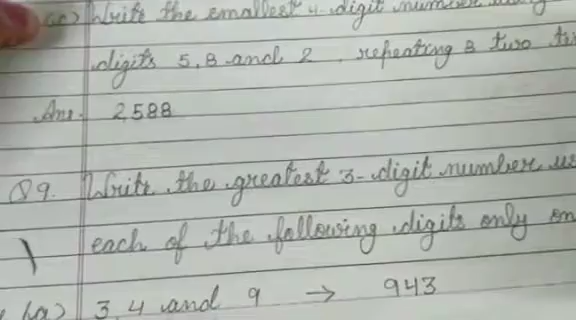 Write the smallest 4 digit number
digits 5, 8 and 2, repeating 8 two
Ans. 2588
Q9. Write the greatest 3-digit number
each of the following digits only
(a) 3, 4 and 9 → 943